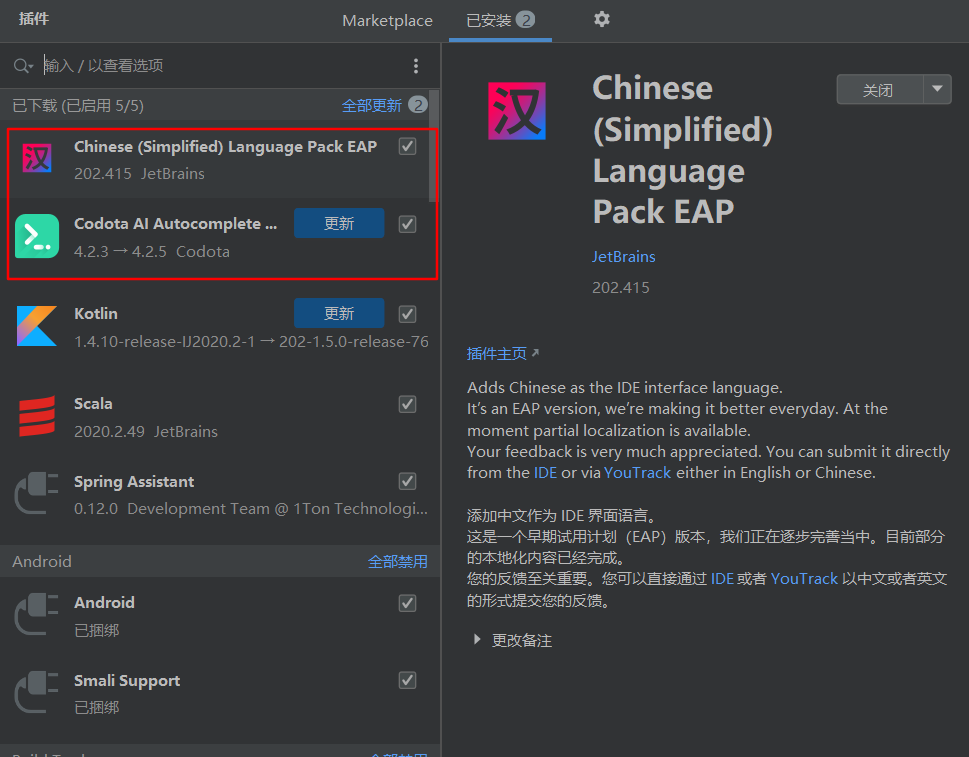 插件
Marketplace
已安装 2
输入 / 以查看选项
已下载 (已启用 5/5)
全部更新 2
汉
Chinese (Simplified) Language Pack EAP
202.415 JetBrains
Codota AI Autocomplete ...
更新
4.2.3 → 4.2.5 Codota
Kotlin
更新
1.4.10-release-IJ2020.2-1 → 202-1.5.0-release-76
Scala
2020.2.49 JetBrains
Spring Assistant
0.12.0 Development Team @ 1Ton Technologi...
Android
全部禁用
Android
已捆绑
Smali Support
已捆绑
全部禁用
汉
Chinese
(Simplified)
Language
Pack EAP
关闭
JetBrains
202.415
插件主页
Adds Chinese as the IDE interface language.
It's an EAP version, we're making it better everyday. At the
moment partial localization is available.
Your feedback is very much appreciated. You can submit it directly
from the IDE or via YouTrack either in English or Chinese.
添加中文作为 IDE 界面语言。
这是一个早期试用计划（EAP）版本，我们正在逐步完善当中。目前部分
的本地化内容已经完成。
您的反馈至关重要。您可以直接通过 IDE 或者 YouTrack 以中文或者英文
的形式提交您的反馈。
更改备注